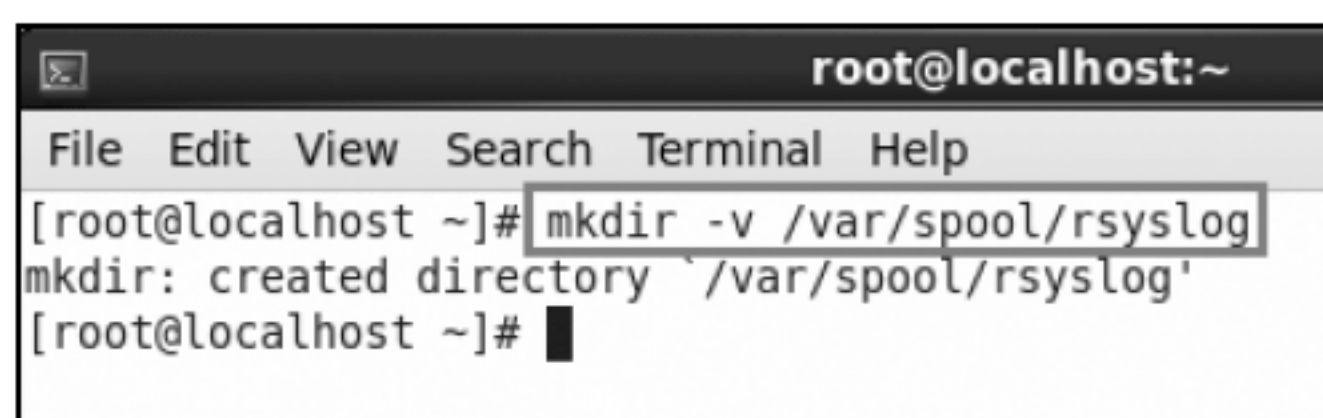 root@localhost:~
File Edit View Search Terminal Help
[root@localhost ~]# mkdir -v /var/spool/rsyslog
mkdir: created directory `/var/spool/rsyslog'
[root@localhost ~]#